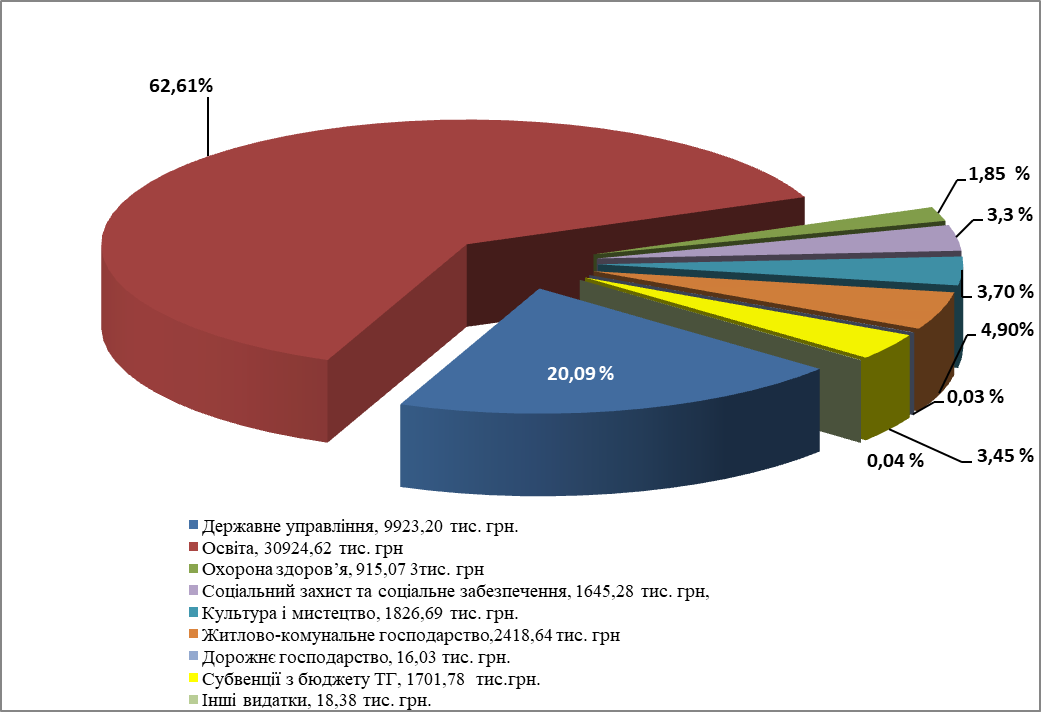 62,61%
1,85 %
3,3 %
3,70 %
4,90%
20,09 %
0,03 %
3,45 %
0,04 %
Державне управління, 9923,20 тис. грн.
Освіта, 30924,62 тис. грн
Охорона здоров’я, 915,07 3тис. грн
Соціальний захист та соціальне забезпечення, 1645,28 тис. грн,
Культура і мистецтво, 1826,69 тис. грн.
Житлово-комунальне господарство,2418,64 тис. грн
Дорожнє господарство, 16,03 тис. грн.
Субвенції з бюджету ТГ, 1701,78 тис.грн.
Інші видатки, 18,38 тис. грн.